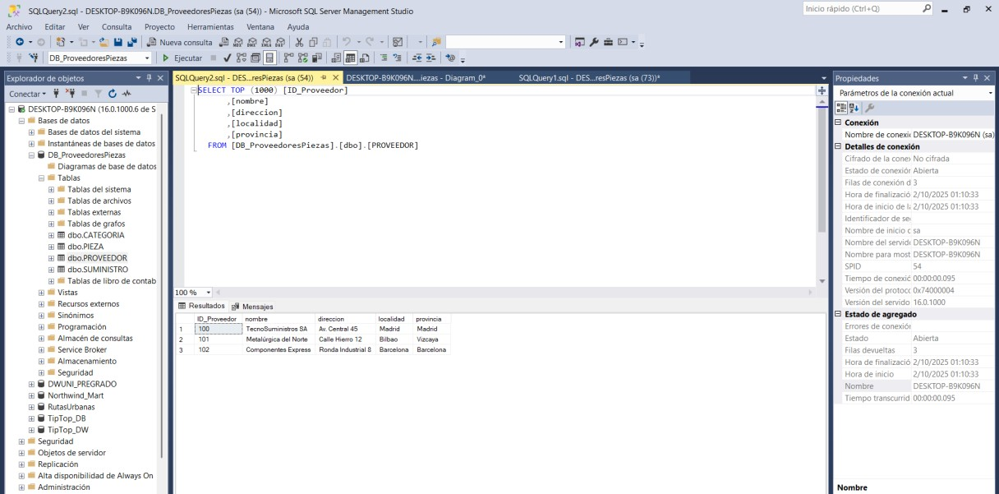 SQLQuery2.sql - DESKTOP-B9K096N.DB_ProveedoresPiezas (sa (54)) - Microsoft SQL Server Management Studio
Inicio rápido (Ctrl+Q)
Archivo Editar Ver Consulta Proyecto Herramientas Ventana Ayuda
Nueva consulta
DB_ProveedoresPiezas
Ejecutar
Explorador de objetos
Conectar
DESKTOP-B9K096N (16.0.1000.6 de S
Bases de datos
Bases de datos del sistema
Instantáneas de bases de datos
DB_ProveedoresPiezas
Diagramas de base de datos
Tablas
Tablas del sistema
Tablas de archivos
Tablas externas
Tablas de grafos
dbo.CATEGORIA
dbo.PIEZA
dbo.PROVEEDOR
dbo.SUMINISTRO
Tablas de libro de contab
Vistas
Recursos externos
Sinónimos
Programación
Almacén de consultas
Service Broker
Almacenamiento
Seguridad
DWUNI_PREGRADO
Northwind_Mart
RutasUrbanas
TipTop_DB
TipTop_DW
Seguridad
Objetos de servidor
Replicación
Alta disponibilidad de Always On
Administración
SQLQuery2.sql - DES...resPiezas (sa (54)) DESKTOP-B9K096N....iezas - Diagram_0* SQLQuery1.sql - DES...resPiezas (sa (73))*
SELECT TOP (1000) [ID_Proveedor]
,[nombre]
,[direccion]
,[localidad]
,[provincia]
FROM [DB_ProveedoresPiezas].[dbo].[PROVEEDOR]
100 %
Resultados Mensajes
ID_Proveedor nombre direccion localidad provincia
1 100 TecnoSuministros SA Av. Central 45 Madrid Madrid
2 101 Metalúrgica del Norte Calle Hierro 12 Bilbao Vizcaya
3 102 Componentes Express Ronda Industrial 8 Barcelona Barcelona
Propiedades
Parámetros de la conexión actual
Conexión
Nombre de conexi DESKTOP-B9K096N (sa)
Detalles de conexión
Cifrado de la cone No cifrada
Estado de conexiór Abierta
Filas de conexión d 3
Hora de finalizació 2/10/2025 01:10:33
Hora de inicio de l 2/10/2025 01:10:33
Identificador de se
Nombre de inicio c sa
Nombre del servid DESKTOP-B9K096N
Nombre para most DESKTOP-B9K096N
SPID 54
Tiempo de conexić 00:00:00.095
Versión del protocc 0x74000004
Versión del servido 16.0.1000
Estado de agregado
Errores de conexiór
Estado Abierta
Filas devueltas 3
Hora de finalizació 2/10/2025 01:10:33
Hora de inicio 2/10/2025 01:10:33
Nombre DESKTOP-B9K096N
Tiempo transcurrid 00:00:00.095
Nombre